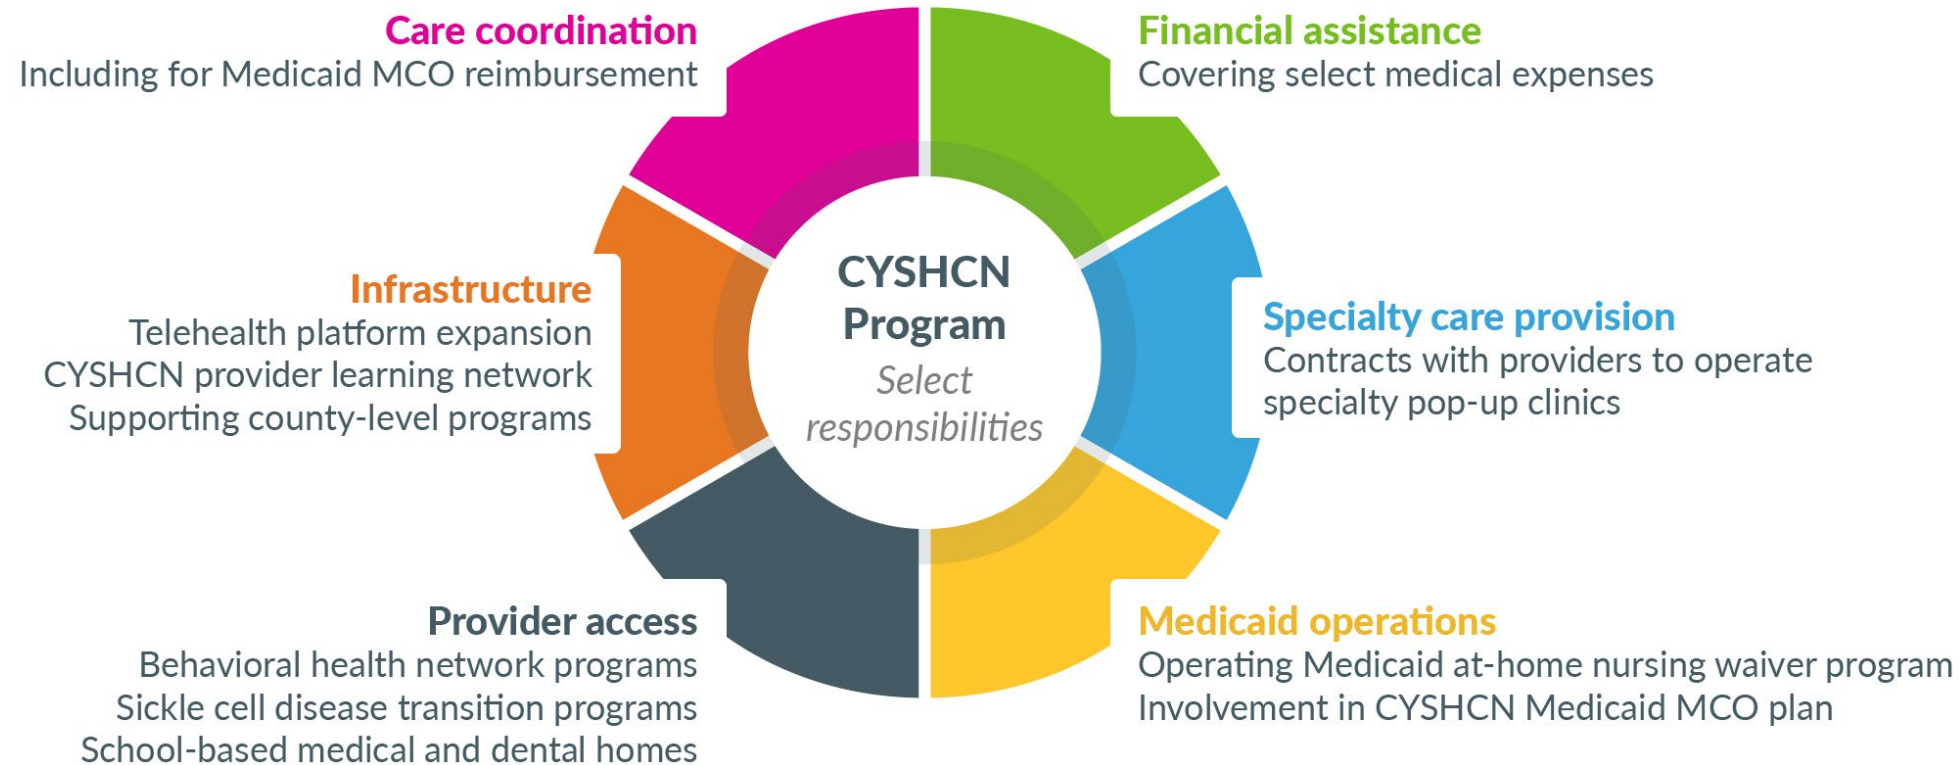 Care coordination
Including for Medicaid MCO reimbursement
Financial assistance
Covering select medical expenses
CYSHCN
Program
Select
responsibilities
Infrastructure
Telehealth platform expansion
CYSHCN provider learning network
Supporting county-level programs
Specialty care provision
Contracts with providers to operate
specialty pop-up clinics
Provider access
Behavioral health network programs
Sickle cell disease transition programs
School-based medical and dental homes
Medicaid operations
Operating Medicaid at-home nursing waiver program
Involvement in CYSHCN Medicaid MCO plan